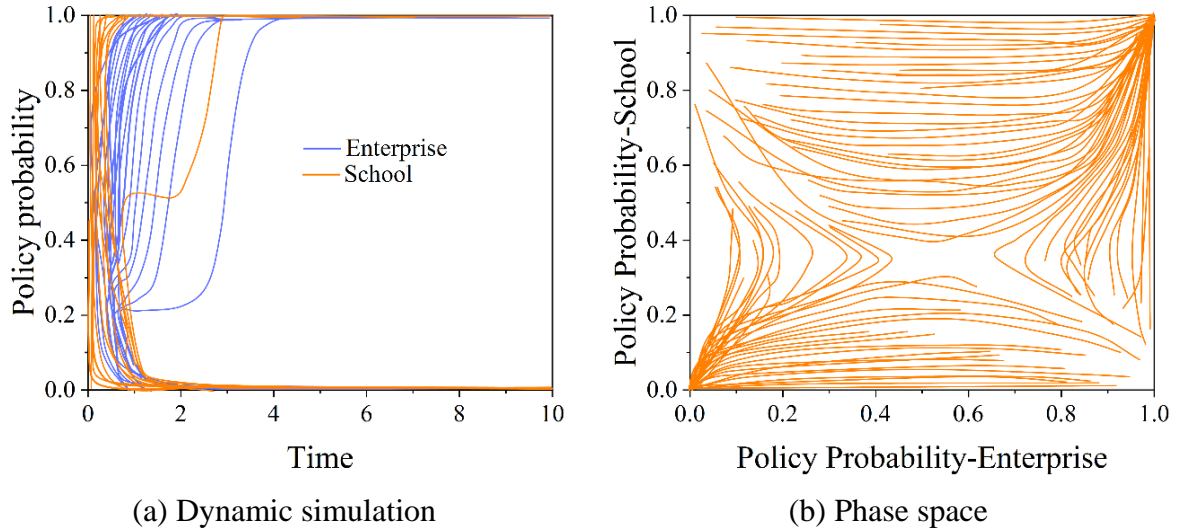 1.0
0.8
0.6
0.4
0.2
0.0
Policy probability
Enterprise
School
0 2 4 6 8 10
Time
(a) Dynamic simulation
1.0
0.8
0.6
0.4
0.2
0.0
Policy Probability-School
0.0 0.2 0.4 0.6 0.8 1.0
Policy Probability-Enterprise
(b) Phase space